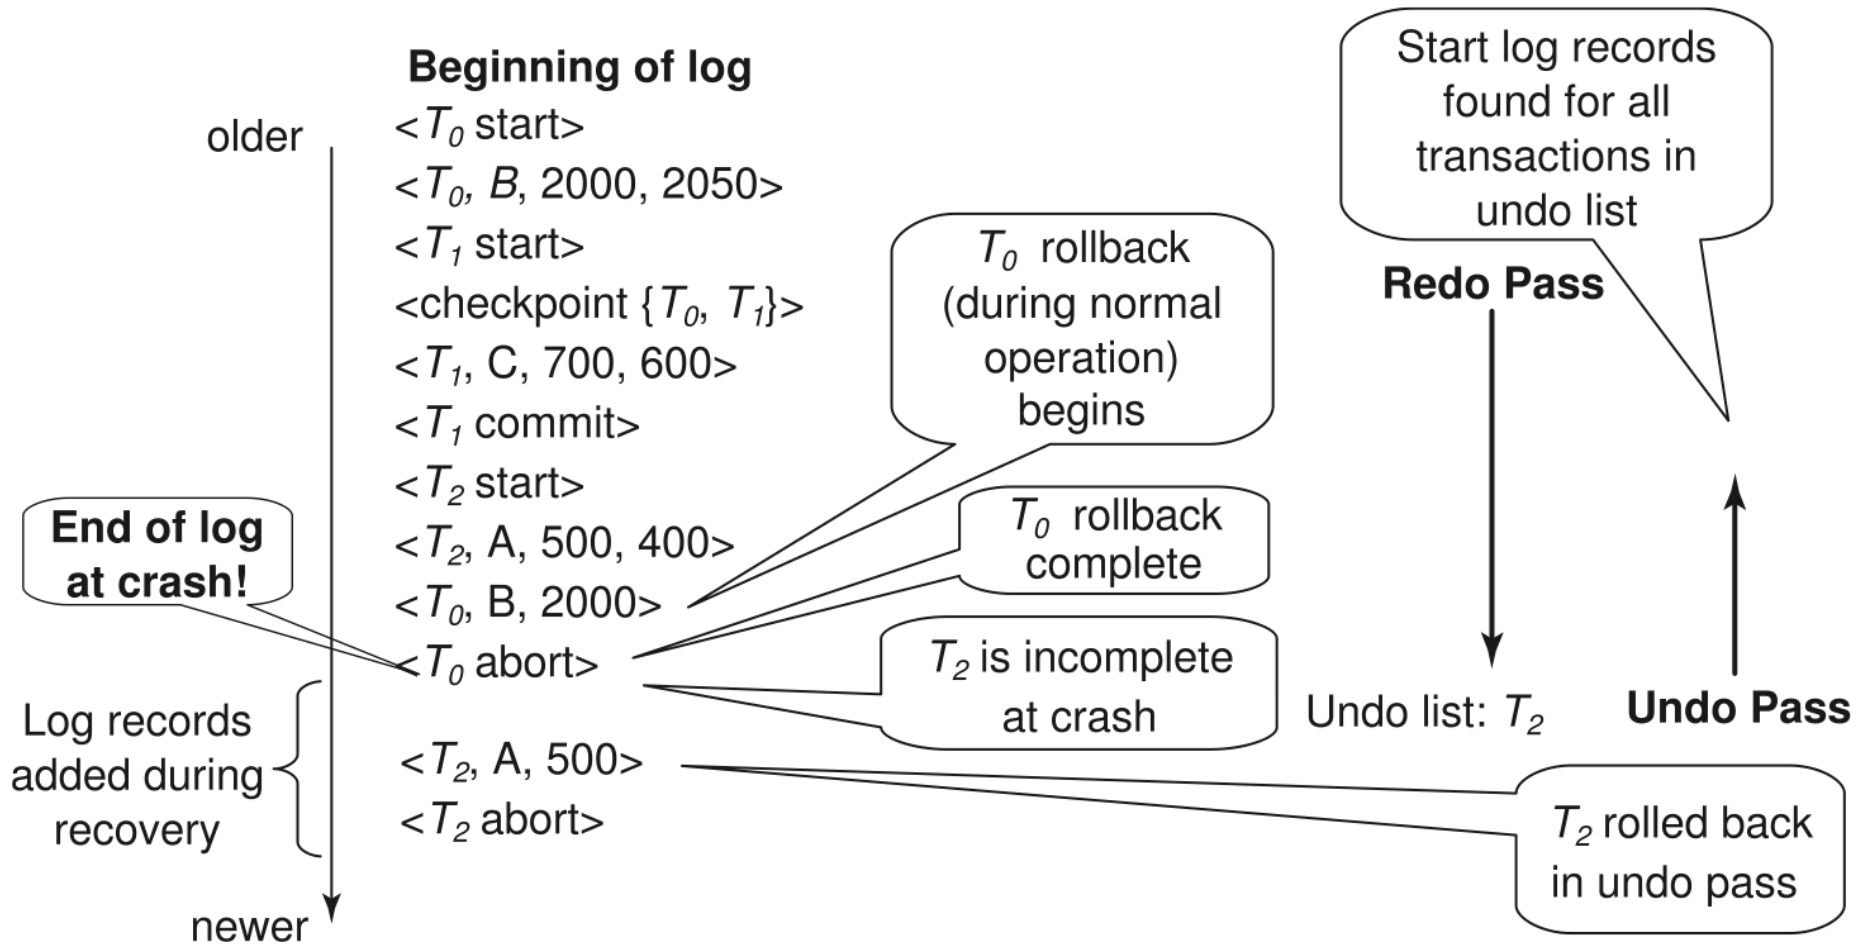 Beginning of log
older
<T₀ start>
<T₀, B, 2000, 2050>
<T₁ start>
<checkpoint {T₀, T₁}>
<T₁, C, 700, 600>
<T₁ commit>
<T₂ start>
<T₂, A, 500, 400>
<T₀, B, 2000>
<T₀ abort>
<T₂, A, 500>
<T₂ abort>
newer
End of log
at crash!
Log records
added during
recovery
T₀ rollback
(during normal
operation)
begins
T₀ rollback
complete
T₂ is incomplete
at crash
Start log records
found for all
transactions in
undo list
Redo Pass
Undo list: T₂
Undo Pass
T₂ rolled back
in undo pass